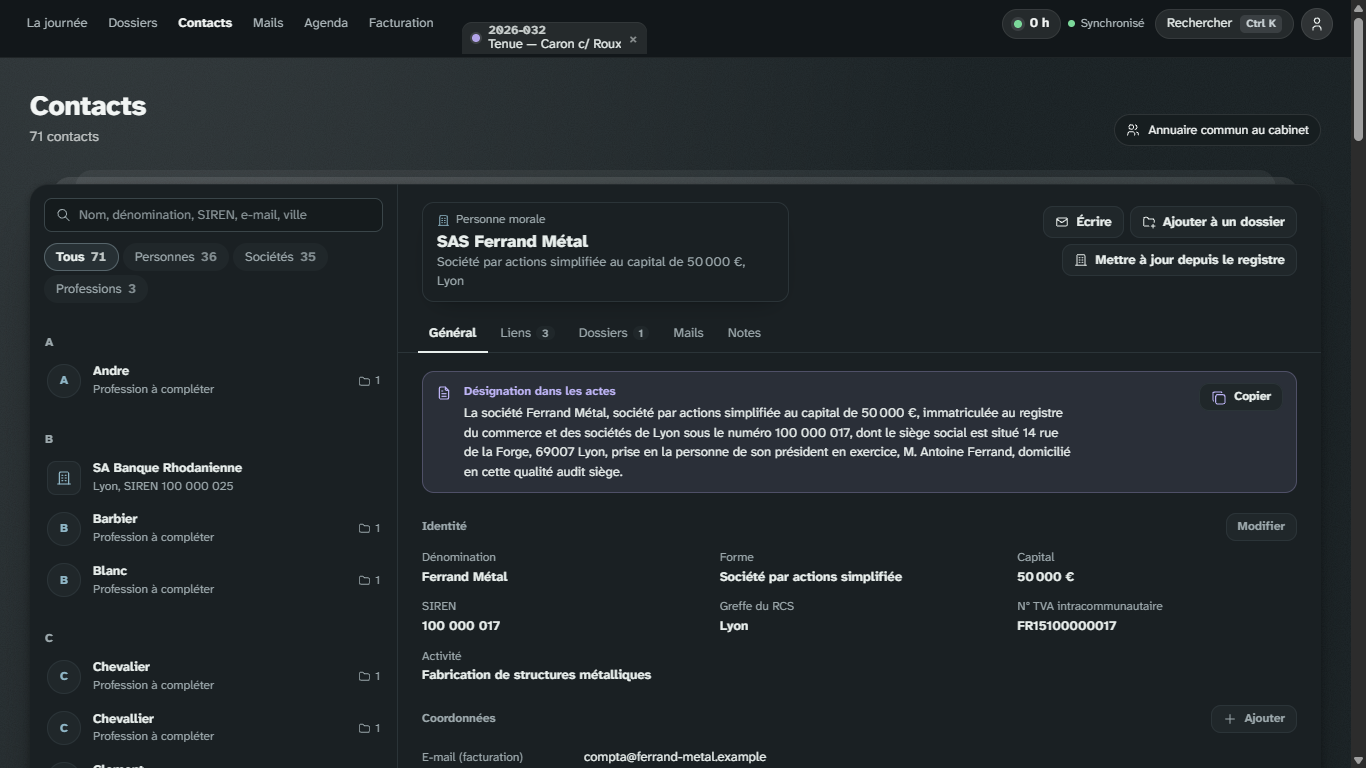 La journée
Dossiers
Contacts
Mails
Agenda
Facturation
2026-032
Tenue — Caron c/ Roux
0 h
Synchronisé
Rechercher Ctrl K
Contacts
71 contacts
Annuaire commun au cabinet
Nom, dénomination, SIREN, e-mail, ville
Tous 71
Personnes 36
Sociétés 35
Professions 3
A
A
Andre
Profession à compléter
1
B
SA Banque Rhodanienne
Lyon, SIREN 100 000 025
B
Barbier
Profession à compléter
1
B
Blanc
Profession à compléter
1
C
C
Chevalier
Profession à compléter
1
C
Chevallier
Profession à compléter
1
Personne morale
SAS Ferrand Métal
Société par actions simplifiée au capital de 50 000 €,
Lyon
Écrire
Ajouter à un dossier
Mettre à jour depuis le registre
Général
Liens 3
Dossiers 1
Mails
Notes
Désignation dans les actes
Copier
La société Ferrand Métal, société par actions simplifiée au capital de 50 000 €, immatriculée au registre
du commerce et des sociétés de Lyon sous le numéro 100 000 017, dont le siège social est situé 14 rue
de la Forge, 69007 Lyon, prise en la personne de son président en exercice, M. Antoine Ferrand, domicilié
en cette qualité audit siège.
Identité
Modifier
Dénomination
Ferrand Métal
Forme
Société par actions simplifiée
Capital
50 000 €
SIREN
100 000 017
Greffe du RCS
Lyon
N° TVA intracommunautaire
FR15100000017
Activité
Fabrication de structures métalliques
Coordonnées
Ajouter
E-mail (facturation)
compta@ferrand-metal.example